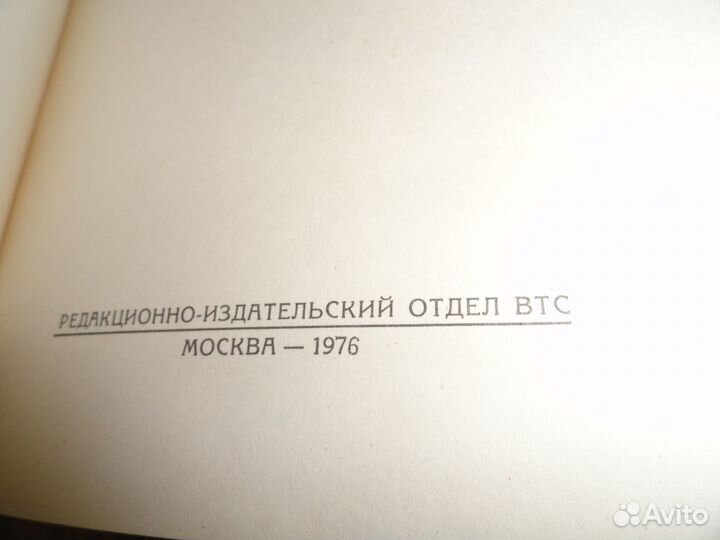 РЕДАКЦИОННО-ИЗДАТЕЛЬСКИЙ ОТДЕЛ ВТС
МОСКВА — 1976
Avito